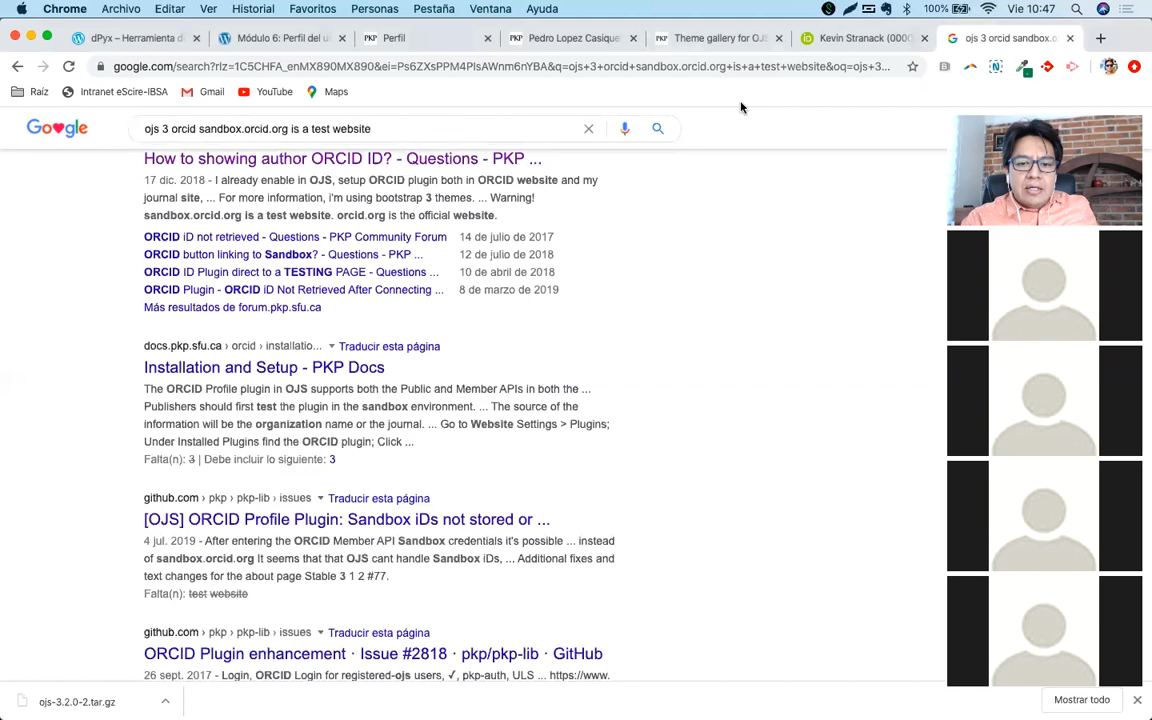 Chrome Archivo Editar Ver Historial Favoritos Personas Pestaña Ventana Ayuda 100% Vie 10:47
dPyx – Herramienta d Módulo 6: Perfil del u Perfil Pedro Lopez Casique Theme gallery for OJS Kevin Stranack (000 ojs 3 orcid sandbox.o
google.com/search?rlz=1C5CHFA_enMX890MX890&ei=Ps6ZXsPPM4PlsAWnm6nYBA&q=ojs+3+orcid+sandbox.orcid.org+is+a+test+website&oq=ojs+3...
Raíz Intranet eScire-IBSA Gmail YouTube Maps
Google
ojs 3 orcid sandbox.orcid.org is a test website
How to showing author ORCID ID? - Questions - PKP ...
17 dic. 2018 - I already enable in OJS, setup ORCID plugin both in ORCID website and my
journal site, ... For more information, i'm using bootstrap 3 themes. ... Warning!
sandbox.orcid.org is a test website. orcid.org is the official website.
ORCID iD not retrieved - Questions - PKP Community Forum 14 de julio de 2017
ORCID button linking to Sandbox? - Questions - PKP ... 12 de julio de 2018
ORCID ID Plugin direct to a TESTING PAGE - Questions ... 10 de abril de 2018
ORCID Plugin - ORCID iD Not Retrieved After Connecting ... 8 de marzo de 2019
Más resultados de forum.pkp.sfu.ca
docs.pkp.sfu.ca › orcid › installatio... Traducir esta página
Installation and Setup - PKP Docs
The ORCID Profile plugin in OJS supports both the Public and Member APIs in both the ...
Publishers should first test the plugin in the sandbox environment. ... The source of the
information will be the organization name or the journal. ... Go to Website Settings > Plugins;
Under Installed Plugins find the ORCID plugin; Click ...
Falta(n): 3 | Debe incluir lo siguiente: 3
github.com › pkp › pkp-lib › issues Traducir esta página
[OJS] ORCID Profile Plugin: Sandbox iDs not stored or ...
4 jul. 2019 - After entering the ORCID Member API Sandbox credentials it's possible ... instead
of sandbox.orcid.org It seems that that OJS cant handle Sandbox iDs, ... Additional fixes and
text changes for the about page Stable 3 1 2 #77.
Falta(n): test website
github.com › pkp › pkp-lib › issues Traducir esta página
ORCID Plugin enhancement · Issue #2818 · pkp/pkp-lib · GitHub
26 sept. 2017 - Login, ORCID Login for registered-ojs users, ✓, pkp-auth, ULS ... https://www.
ojs-3.2.0-2.tar.gz
Mostrar todo